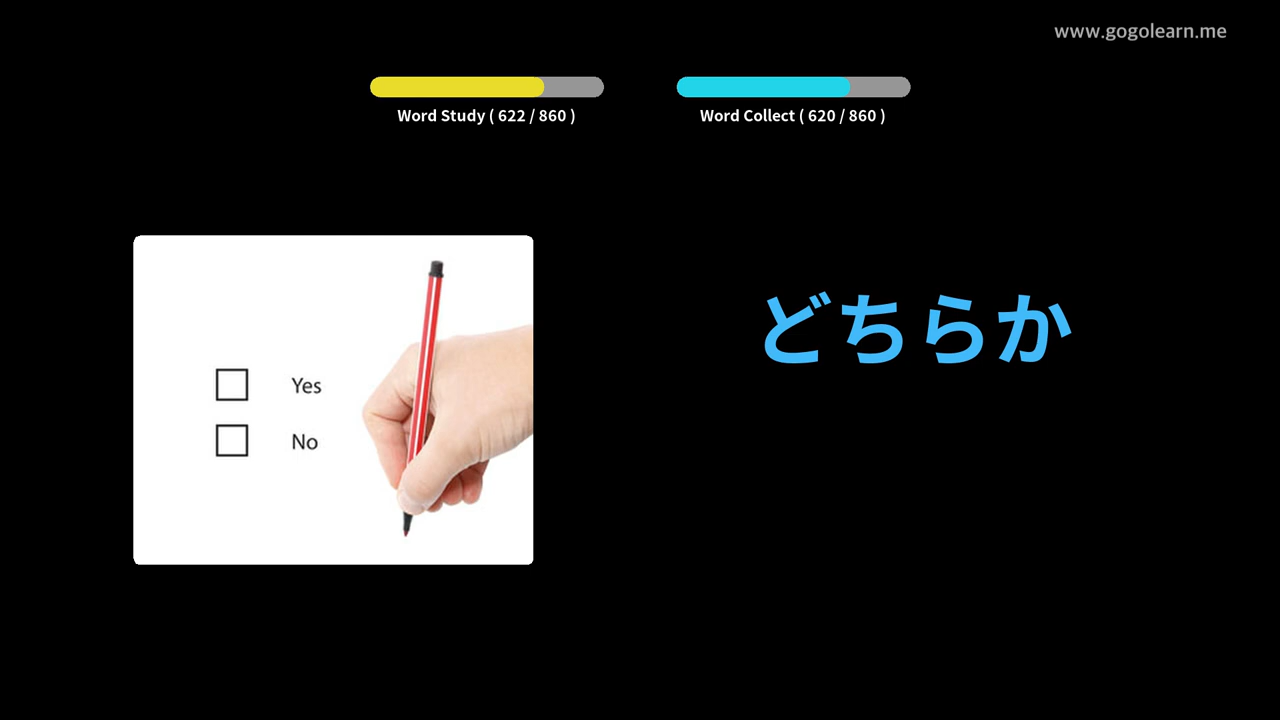 www.gogolearn.me
Word Study ( 622 / 860 )
Word Collect ( 620 / 860 )
どちらか
Yes
No